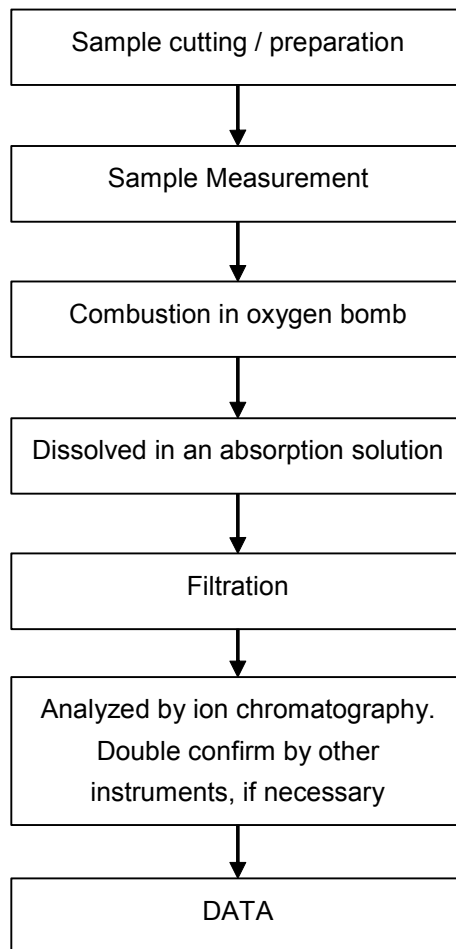 Sample cutting / preparation
Sample Measurement
Combustion in oxygen bomb
Dissolved in an absorption solution
Filtration
Analyzed by ion chromatography.
Double confirm by other
instruments, if necessary
DATA